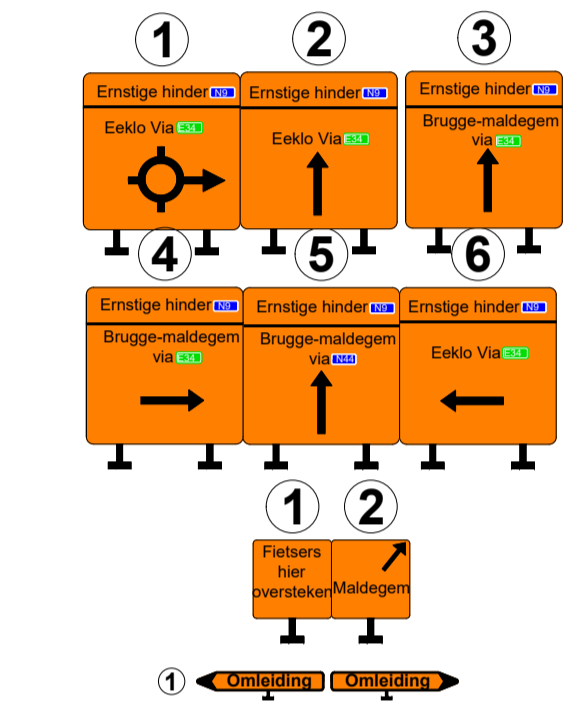 1
2
3
Ernstige hinder N9
Eeklo Via E34
Ernstige hinder N9
Eeklo Via E34
Ernstige hinder N9
Brugge-maldegem
via E34
4
5
6
Ernstige hinder N9
Brugge-maldegem
via E34
Ernstige hinder N9
Brugge-maldegem
via N44
Ernstige hinder N9
Eeklo Via E34
1
2
Fietsers
hier
oversteken
Maldegem
1
Omleiding
Omleiding